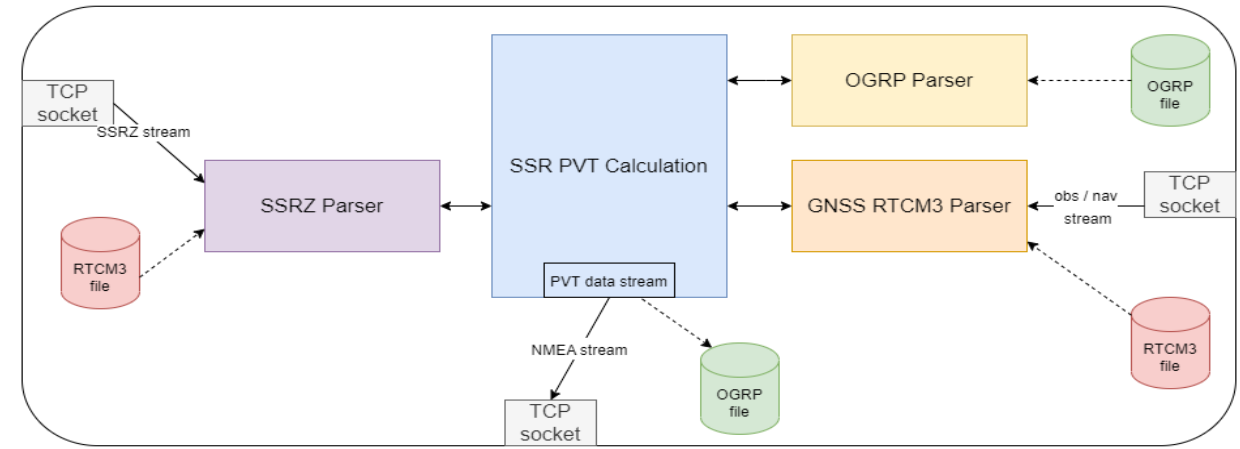 TCP
socket
SSRZ stream
RTCM3
file
SSRZ Parser
SSR PVT Calculation
PVT data stream
NMEA stream
TCP
socket
OGRP
file
OGRP Parser
OGRP
file
GNSS RTCM3 Parser
obs / nav
stream
TCP
socket
RTCM3
file